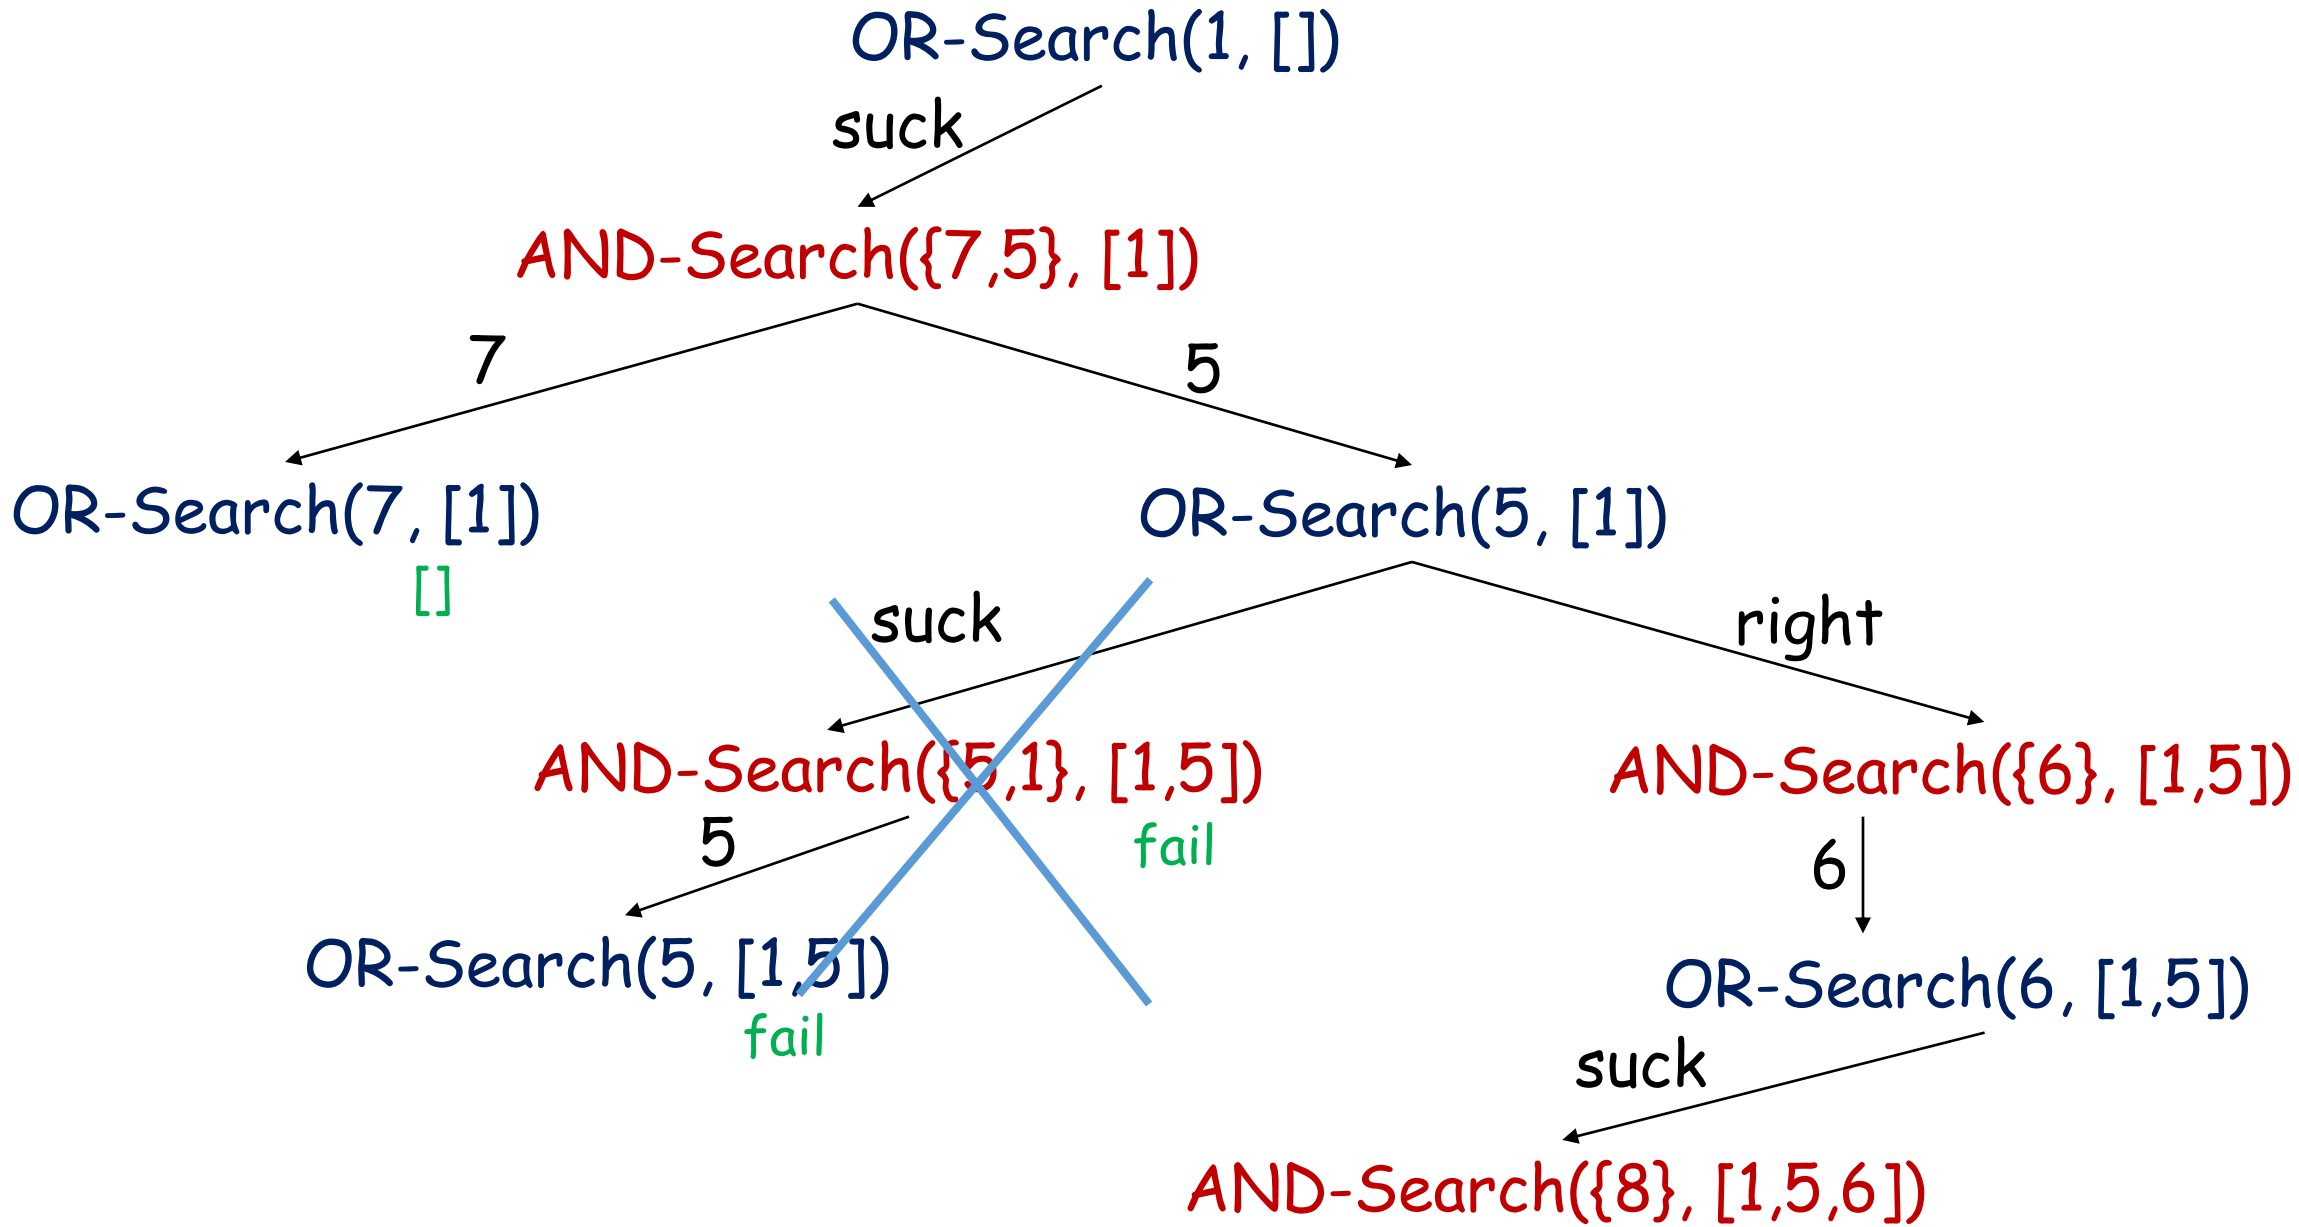 OR-Search(1, [])
suck
AND-Search({7,5}, [1])
7
5
OR-Search(7, [1])
[]
OR-Search(5, [1])
suck
right
AND-Search({5,1}, [1,5])
fail
AND-Search({6}, [1,5])
5
6
OR-Search(5, [1,5])
fail
OR-Search(6, [1,5])
suck
AND-Search({8}, [1,5,6])